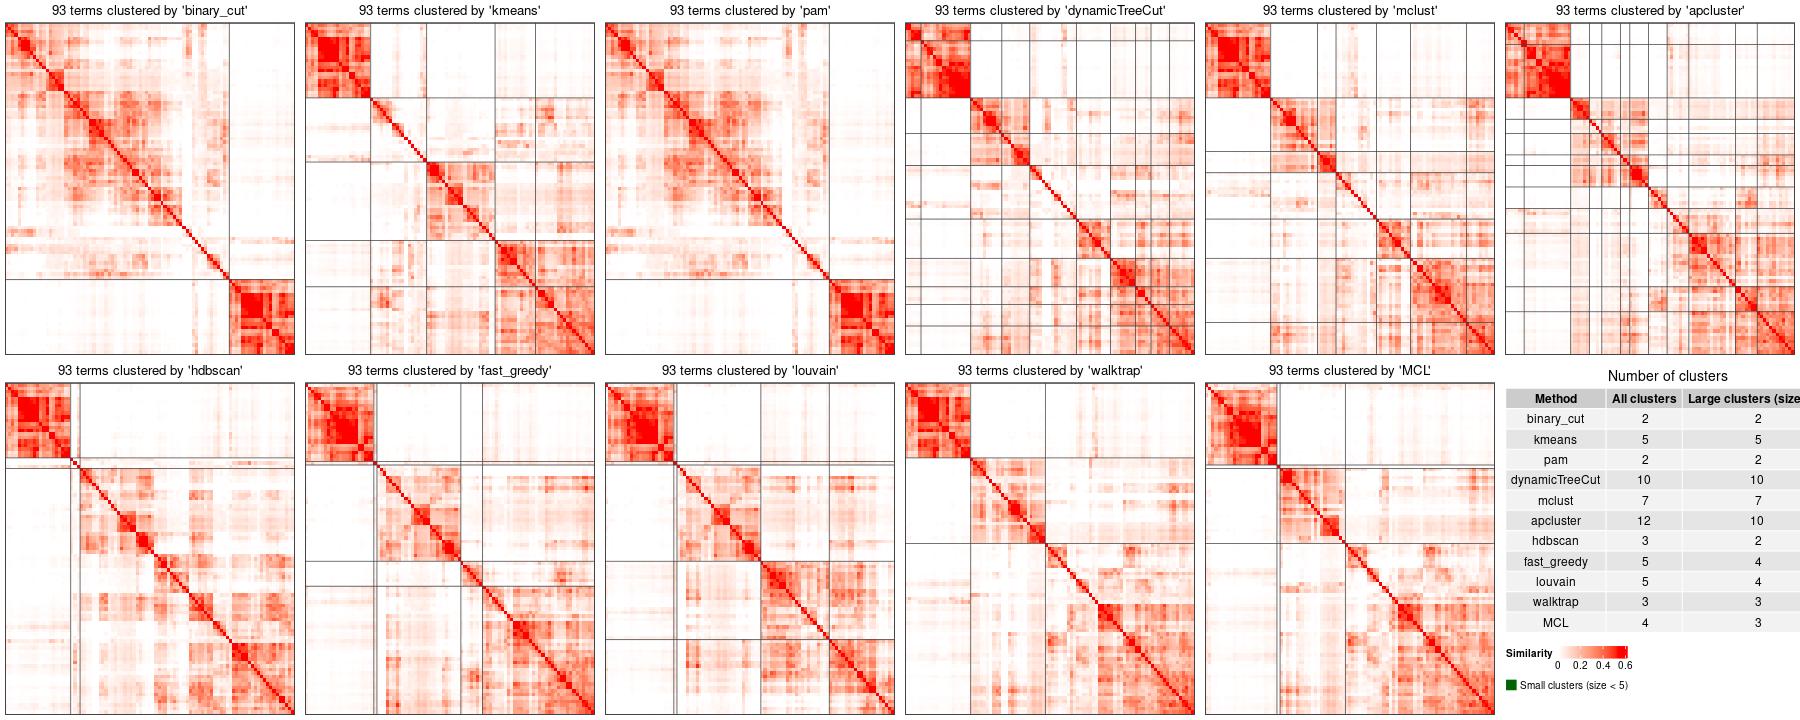 93 terms clustered by 'binary_cut'
93 terms clustered by 'kmeans'
93 terms clustered by 'pam'
93 terms clustered by 'dynamicTreeCut'
93 terms clustered by 'mclust'
93 terms clustered by 'apcluster'
93 terms clustered by 'hdbscan'
93 terms clustered by 'fast_greedy'
93 terms clustered by 'louvain'
93 terms clustered by 'walktrap'
93 terms clustered by 'MCL'
Number of clusters
Method All clusters Large clusters (size
binary_cut 2 2
kmeans 5 5
pam 2 2
dynamicTreeCut 10 10
mclust 7 7
apcluster 12 10
hdbscan 3 2
fast_greedy 5 4
louvain 5 4
walktrap 3 3
MCL 4 3
Similarity
0 0.2 0.4 0.6
Small clusters (size < 5)